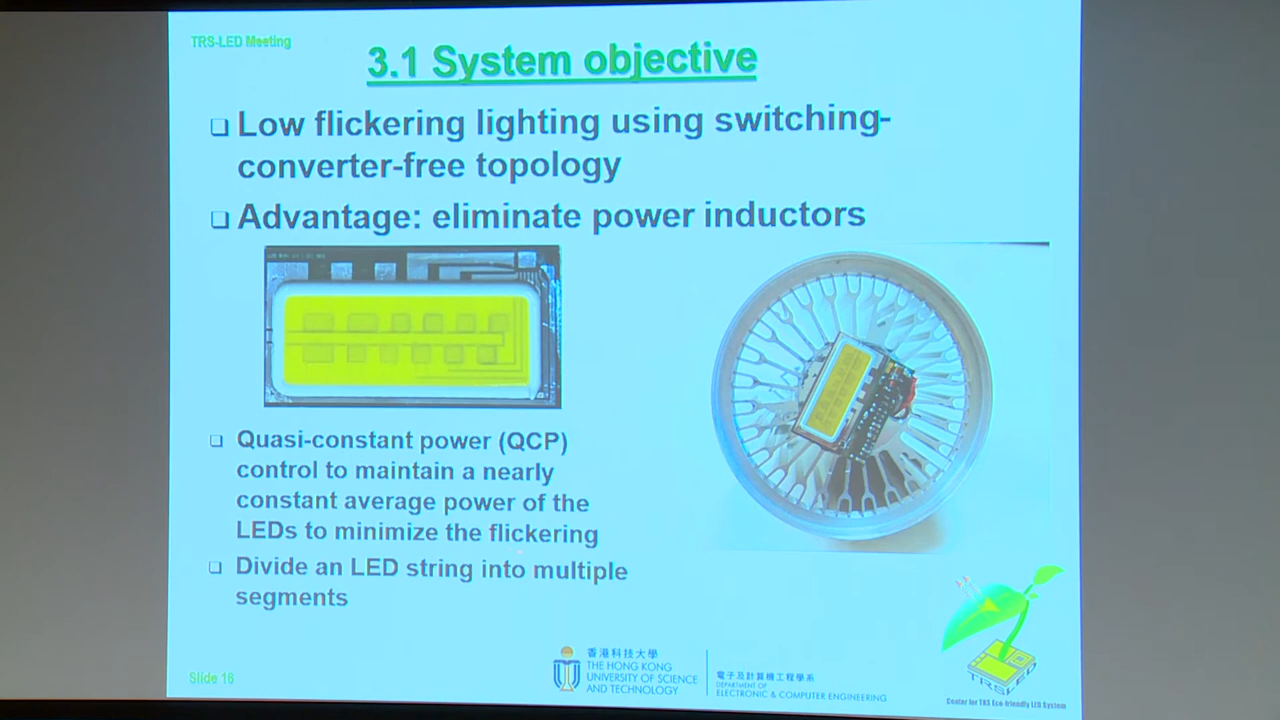 TRS-LED Meeting
3.1 System objective
Low flickering lighting using switching-
converter-free topology
Advantage: eliminate power inductors
Quasi-constant power (QCP)
control to maintain a nearly
constant average power of the
LEDs to minimize the flickering
Divide an LED string into multiple
segments
Slide 16
香港科技大學
THE HONG KONG
UNIVERSITY OF SCIENCE
AND TECHNOLOGY
電子及計算機工程學系
DEPARTMENT OF
ELECTRONIC & COMPUTER ENGINEERING
TRSLED
Center for TRS Eco-friendly LED System